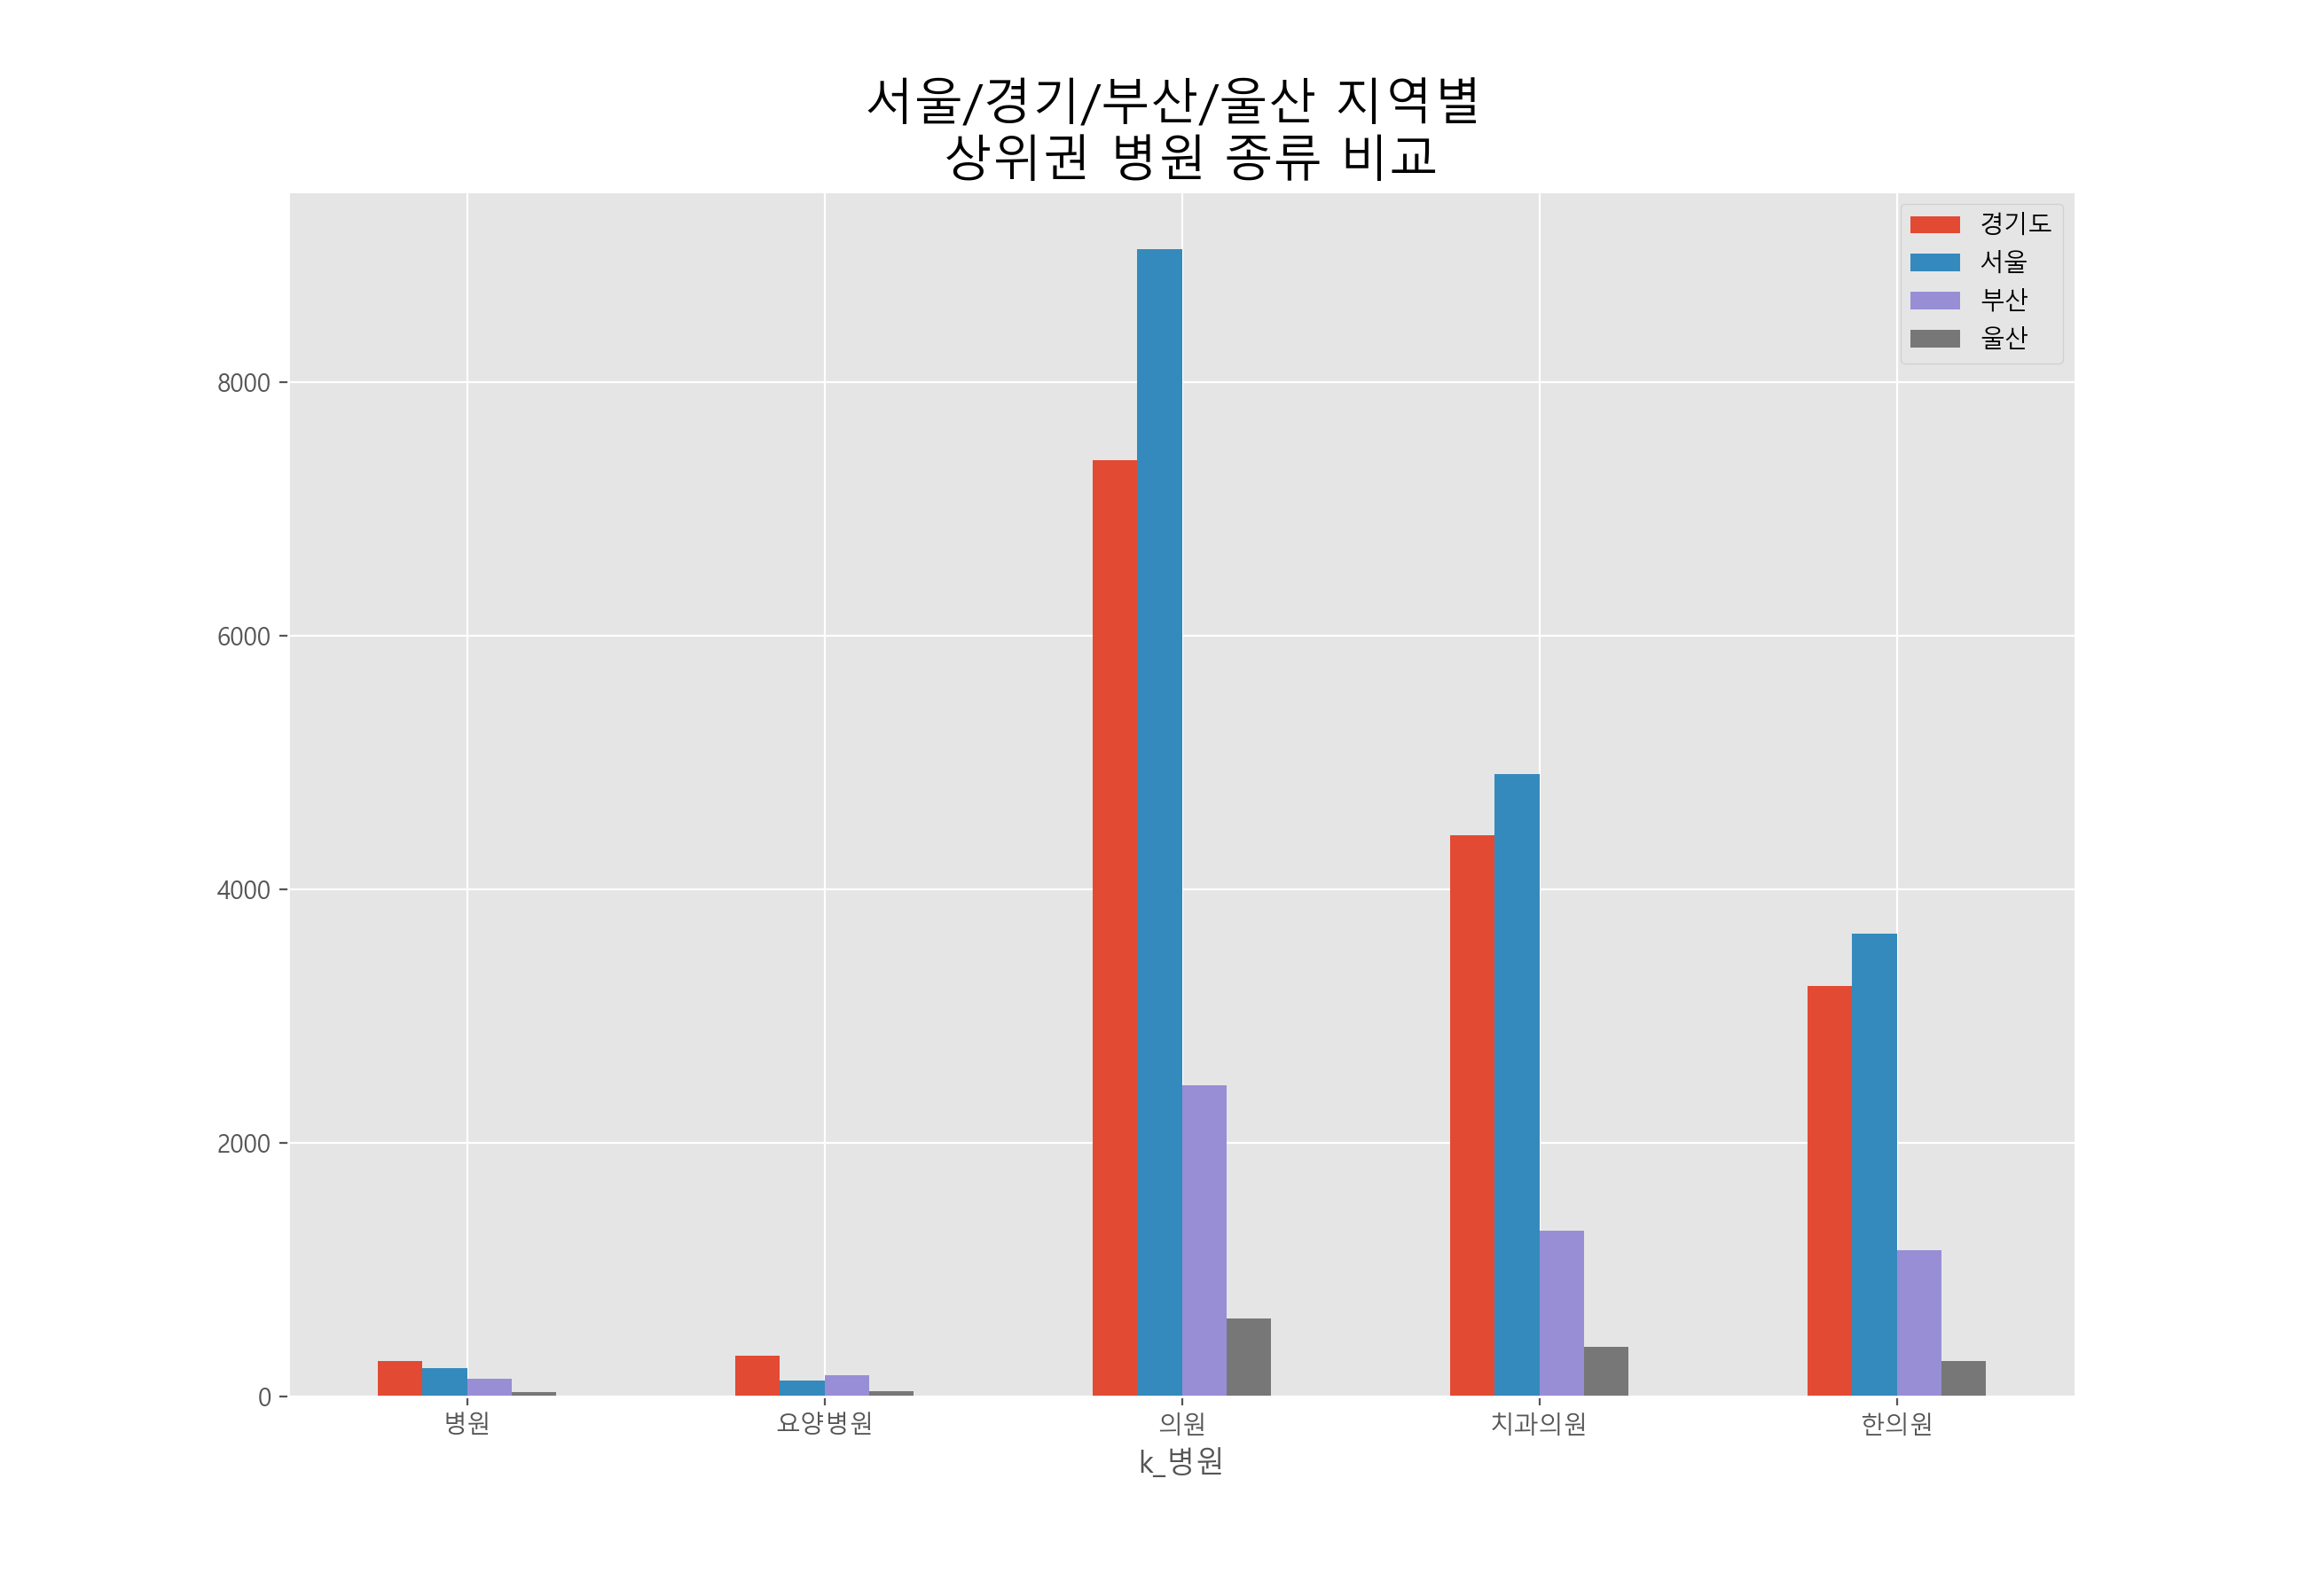 서울/경기/부산/울산 지역별
상위권 병원 종류 비교
경기도
서울
부산
울산
8000
6000
4000
2000
0
병원 요양병원 의원 치과의원 한의원
k_병원